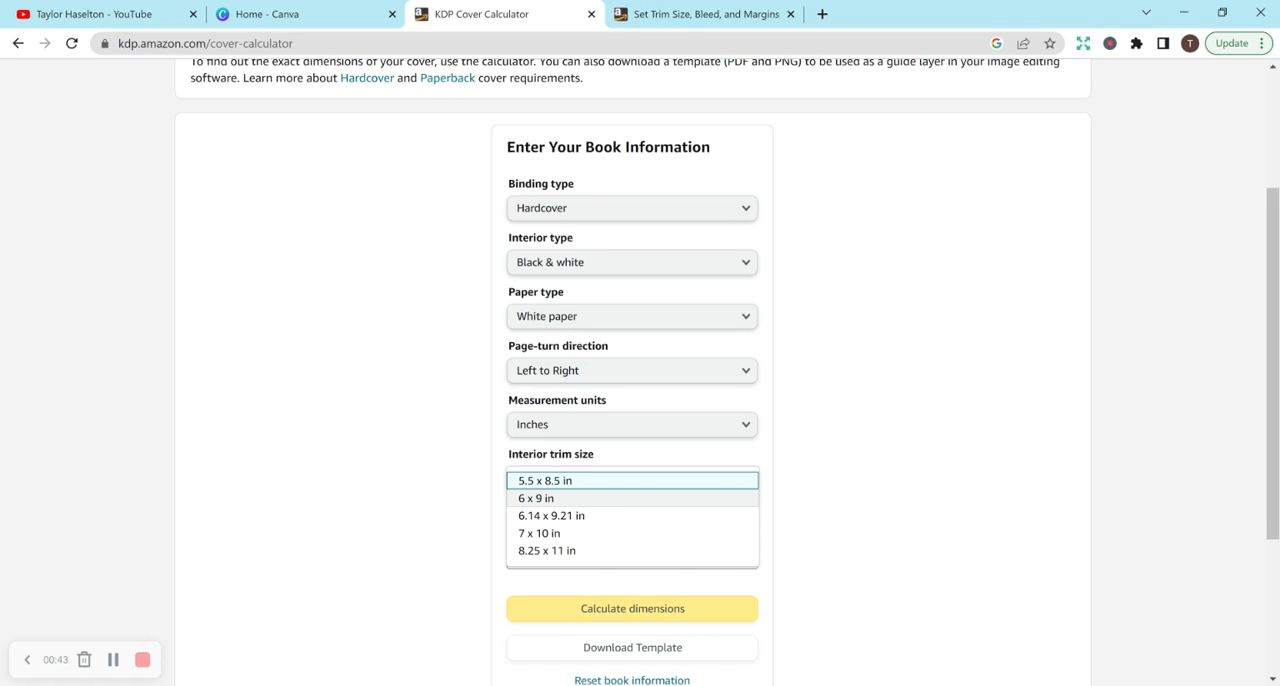 Taylor Haselton - YouTube
Home - Canva
KDP Cover Calculator
Set Trim Size, Bleed, and Margins
kdp.amazon.com/cover-calculator
T
Update
To find out the exact dimensions of your cover, use the calculator. You can also download a template (PDF and PNG) to be used as a guide layer in your image editing
software. Learn more about Hardcover and Paperback cover requirements.
Enter Your Book Information
Binding type
Hardcover
Interior type
Black & white
Paper type
White paper
Page-turn direction
Left to Right
Measurement units
Inches
Interior trim size
5.5 x 8.5 in
6 x 9 in
6.14 x 9.21 in
7 x 10 in
8.25 x 11 in
Calculate dimensions
Download Template
Reset book information
00:43